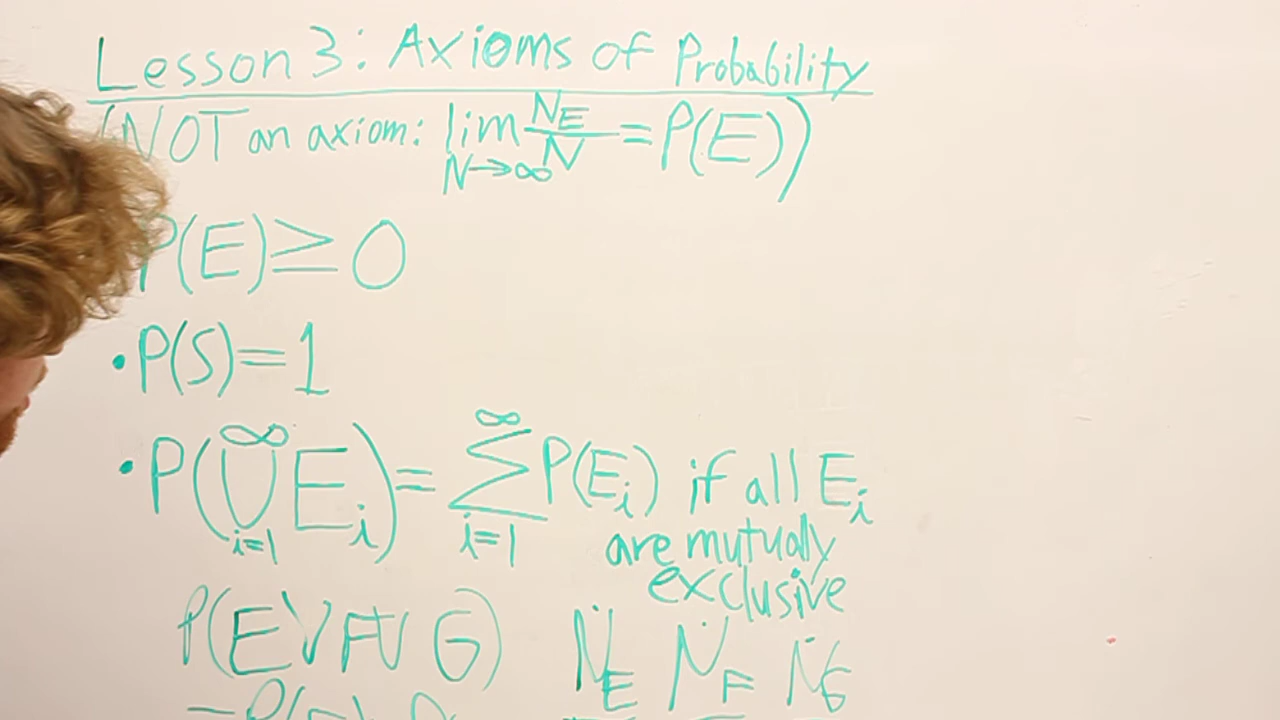 Lesson 3: Axioms of Probability
(NOT an axiom: lim N→∞ N_E/N = P(E))
P(E) ≥ 0
• P(S) = 1
• P(∞⋃i=1 E_i) = ∞∑i=1 P(E_i) if all E_i
are mutually
exclusive
P(E∪F∪G) N_E N_F N_G